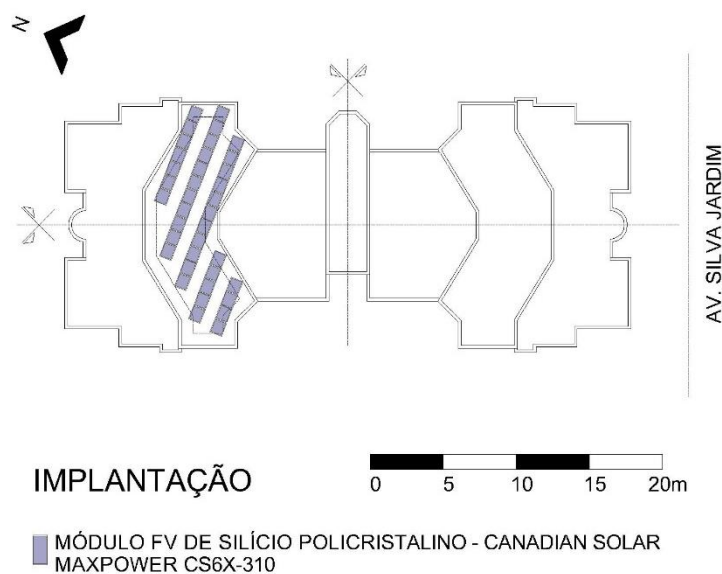 N
AV. SILVA JARDIM
IMPLANTAÇÃO
0 5 10 15 20m
MÓDULO FV DE SILÍCIO POLICRISTALINO - CANADIAN SOLAR
MAXPOWER CS6X-310